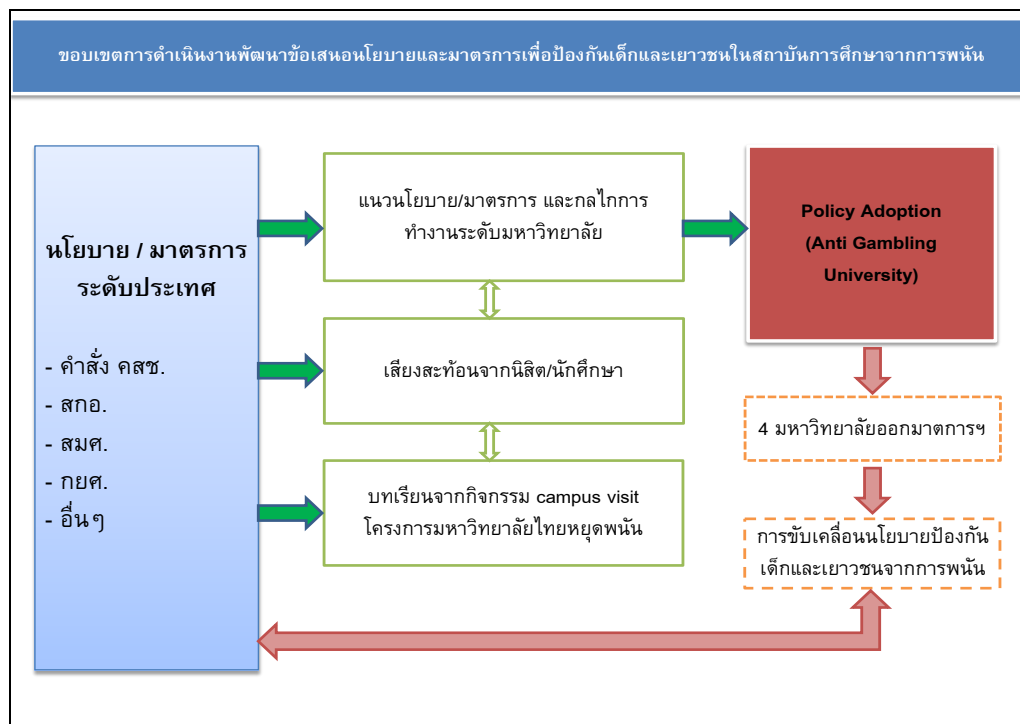 ขอบเขตการดำเนินงานพัฒนาข้อเสนอนโยบายและมาตรการเพื่อป้องกันเด็กและเยาวชนในสถาบันการศึกษาจากการพนัน
นโยบาย / มาตรการ
ระดับประเทศ
- คำสั่ง คสช.
- สกอ.
- สมศ.
- กยศ.
- อื่นๆ
แนวนโยบาย/มาตรการ และกลไกการ
ทำงานระดับมหาวิทยาลัย
เสียงสะท้อนจากนิสิต/นักศึกษา
บทเรียนจากกิจกรรม campus visit
โครงการมหาวิทยาลัยไทยหยุดพนัน
Policy Adoption
(Anti Gambling
University)
4 มหาวิทยาลัยออกมาตการฯ
การขับเคลื่อนนโยบายป้องกัน
เด็กและเยาวชนจากการพนัน